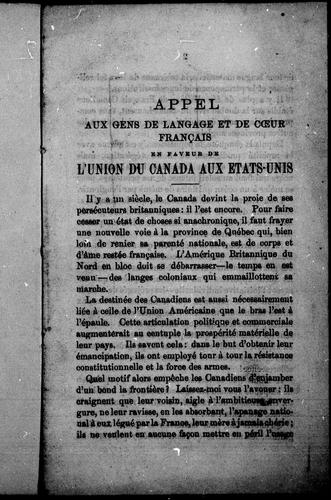 APPEL
AUX GENS DE LANGAGE ET DE CŒUR
FRANÇAIS
EN FAVEUR DE
L'UNION DU CANADA AUX ETATS-UNIS
Il y a un siècle, le Canada devint la proie de ses
persécuteurs britanniques: il l'est encore. Pour faire
cesser un état de choses si anachronique, il faut frayer
une nouvelle voie à la province de Québec qui, bien
loin de renier sa parenté nationale, est de corps et
d'âme restée française. L'Amérique Britannique du
Nord en bloc doit se débarrasser—le temps en est
venu—des langes coloniaux qui emmaillottent sa
marche.
La destinée des Canadiens est aussi nécessairement
liée à celle de l'Union Américaine que le bras l'est à
l'épaule. Cette articulation politique et commerciale
augmenterait au centuple la prospérité matérielle de
leur pays. Ils savent cela: dans le but d'obtenir leur
émancipation, ils ont employé tour à tour la résistance
constitutionnelle et la force des armes.
Quel motif alors empêche les Canadiens d'enjamber
d'un bond la frontière? Laissez-moi vous l'avouer: ils
craignent que leur voisin, aigle à l'ambitieuse enver-
gure, ne leur ravisse, en les absorbant, l'apanage natio-
nal à eux légué par la France, leur mère à jamais chérie;
ils ne veulent en aucune façon mettre en péril l'usage